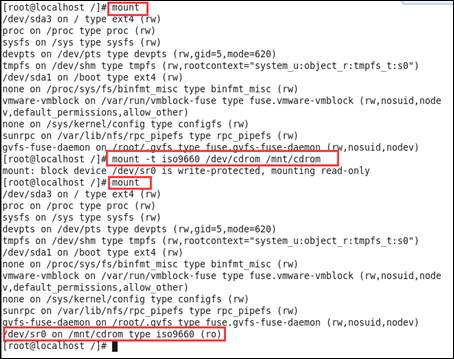 [root@localhost /]# mount
/dev/sda3 on / type ext4 (rw)
proc on /proc type proc (rw)
sysfs on /sys type sysfs (rw)
devpts on /dev/pts type devpts (rw,gid=5,mode=620)
tmpfs on /dev/shm type tmpfs (rw,rootcontext="system_u:object_r:tmpfs_t:s0")
/dev/sda1 on /boot type ext4 (rw)
none on /proc/sys/fs/binfmt_misc type binfmt_misc (rw)
vmware-vmblock on /var/run/vmblock-fuse type fuse.vmware-vmblock (rw,nosuid,node
v,default_permissions,allow_other)
none on /sys/kernel/config type configfs (rw)
sunrpc on /var/lib/nfs/rpc_pipefs type rpc_pipefs (rw)
gvfs-fuse-daemon on /root/.gvfs type fuse.gvfs-fuse-daemon (rw,nosuid,nodev)
[root@localhost /]# mount -t iso9660 /dev/cdrom /mnt/cdrom
mount: block device /dev/sr0 is write-protected, mounting read-only
[root@localhost /]# mount
/dev/sda3 on / type ext4 (rw)
proc on /proc type proc (rw)
sysfs on /sys type sysfs (rw)
devpts on /dev/pts type devpts (rw,gid=5,mode=620)
tmpfs on /dev/shm type tmpfs (rw,rootcontext="system_u:object_r:tmpfs_t:s0")
/dev/sda1 on /boot type ext4 (rw)
none on /proc/sys/fs/binfmt_misc type binfmt_misc (rw)
vmware-vmblock on /var/run/vmblock-fuse type fuse.vmware-vmblock (rw,nosuid,node
v,default_permissions,allow_other)
none on /sys/kernel/config type configfs (rw)
sunrpc on /var/lib/nfs/rpc_pipefs type rpc_pipefs (rw)
gvfs-fuse-daemon on /root/.gvfs type fuse.gvfs-fuse-daemon (rw,nosuid,nodev)
/dev/sr0 on /mnt/cdrom type iso9660 (ro)
[root@localhost /]#